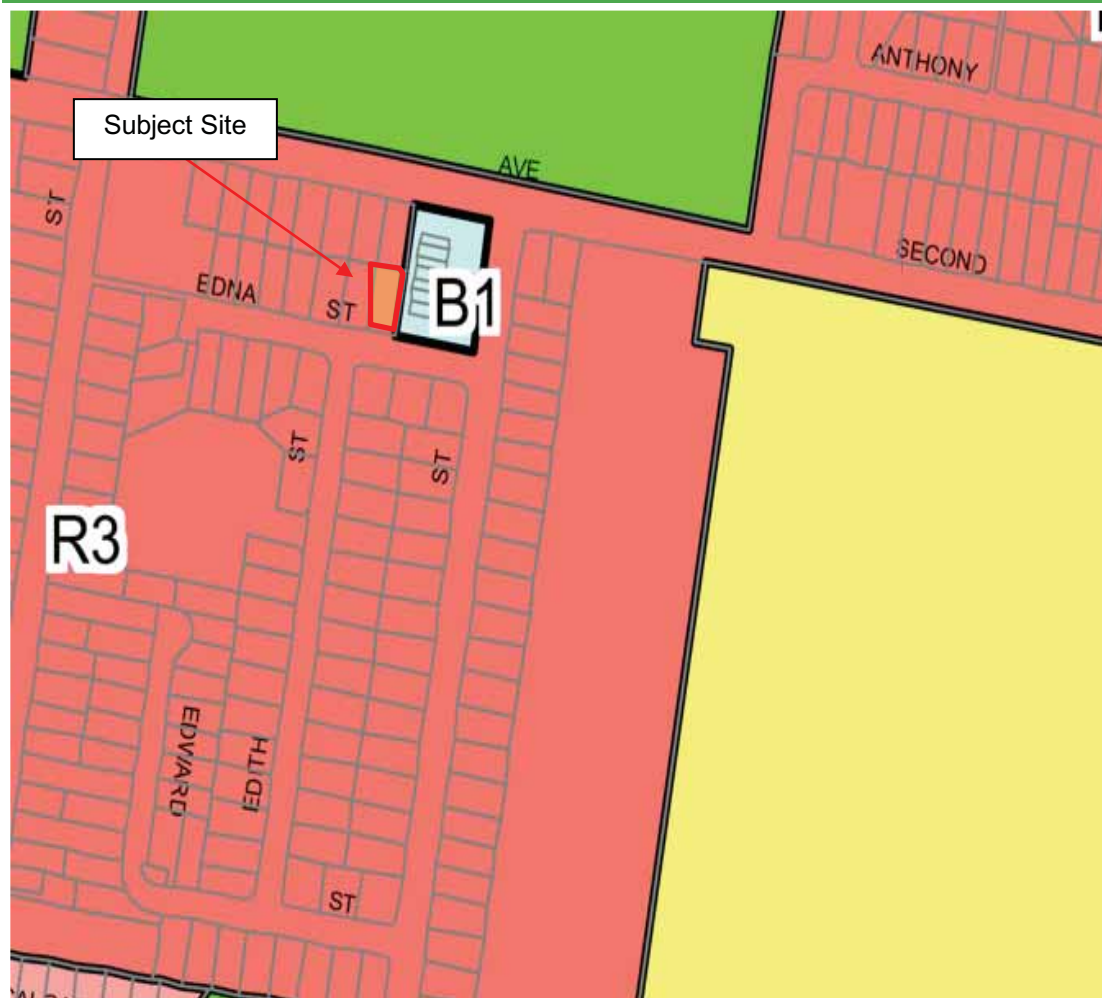 ANTHONY
Subject Site
AVE
ST
SECOND
EDNA
ST
B1
ST
ST
R3
EDWARD
EDITH
ST